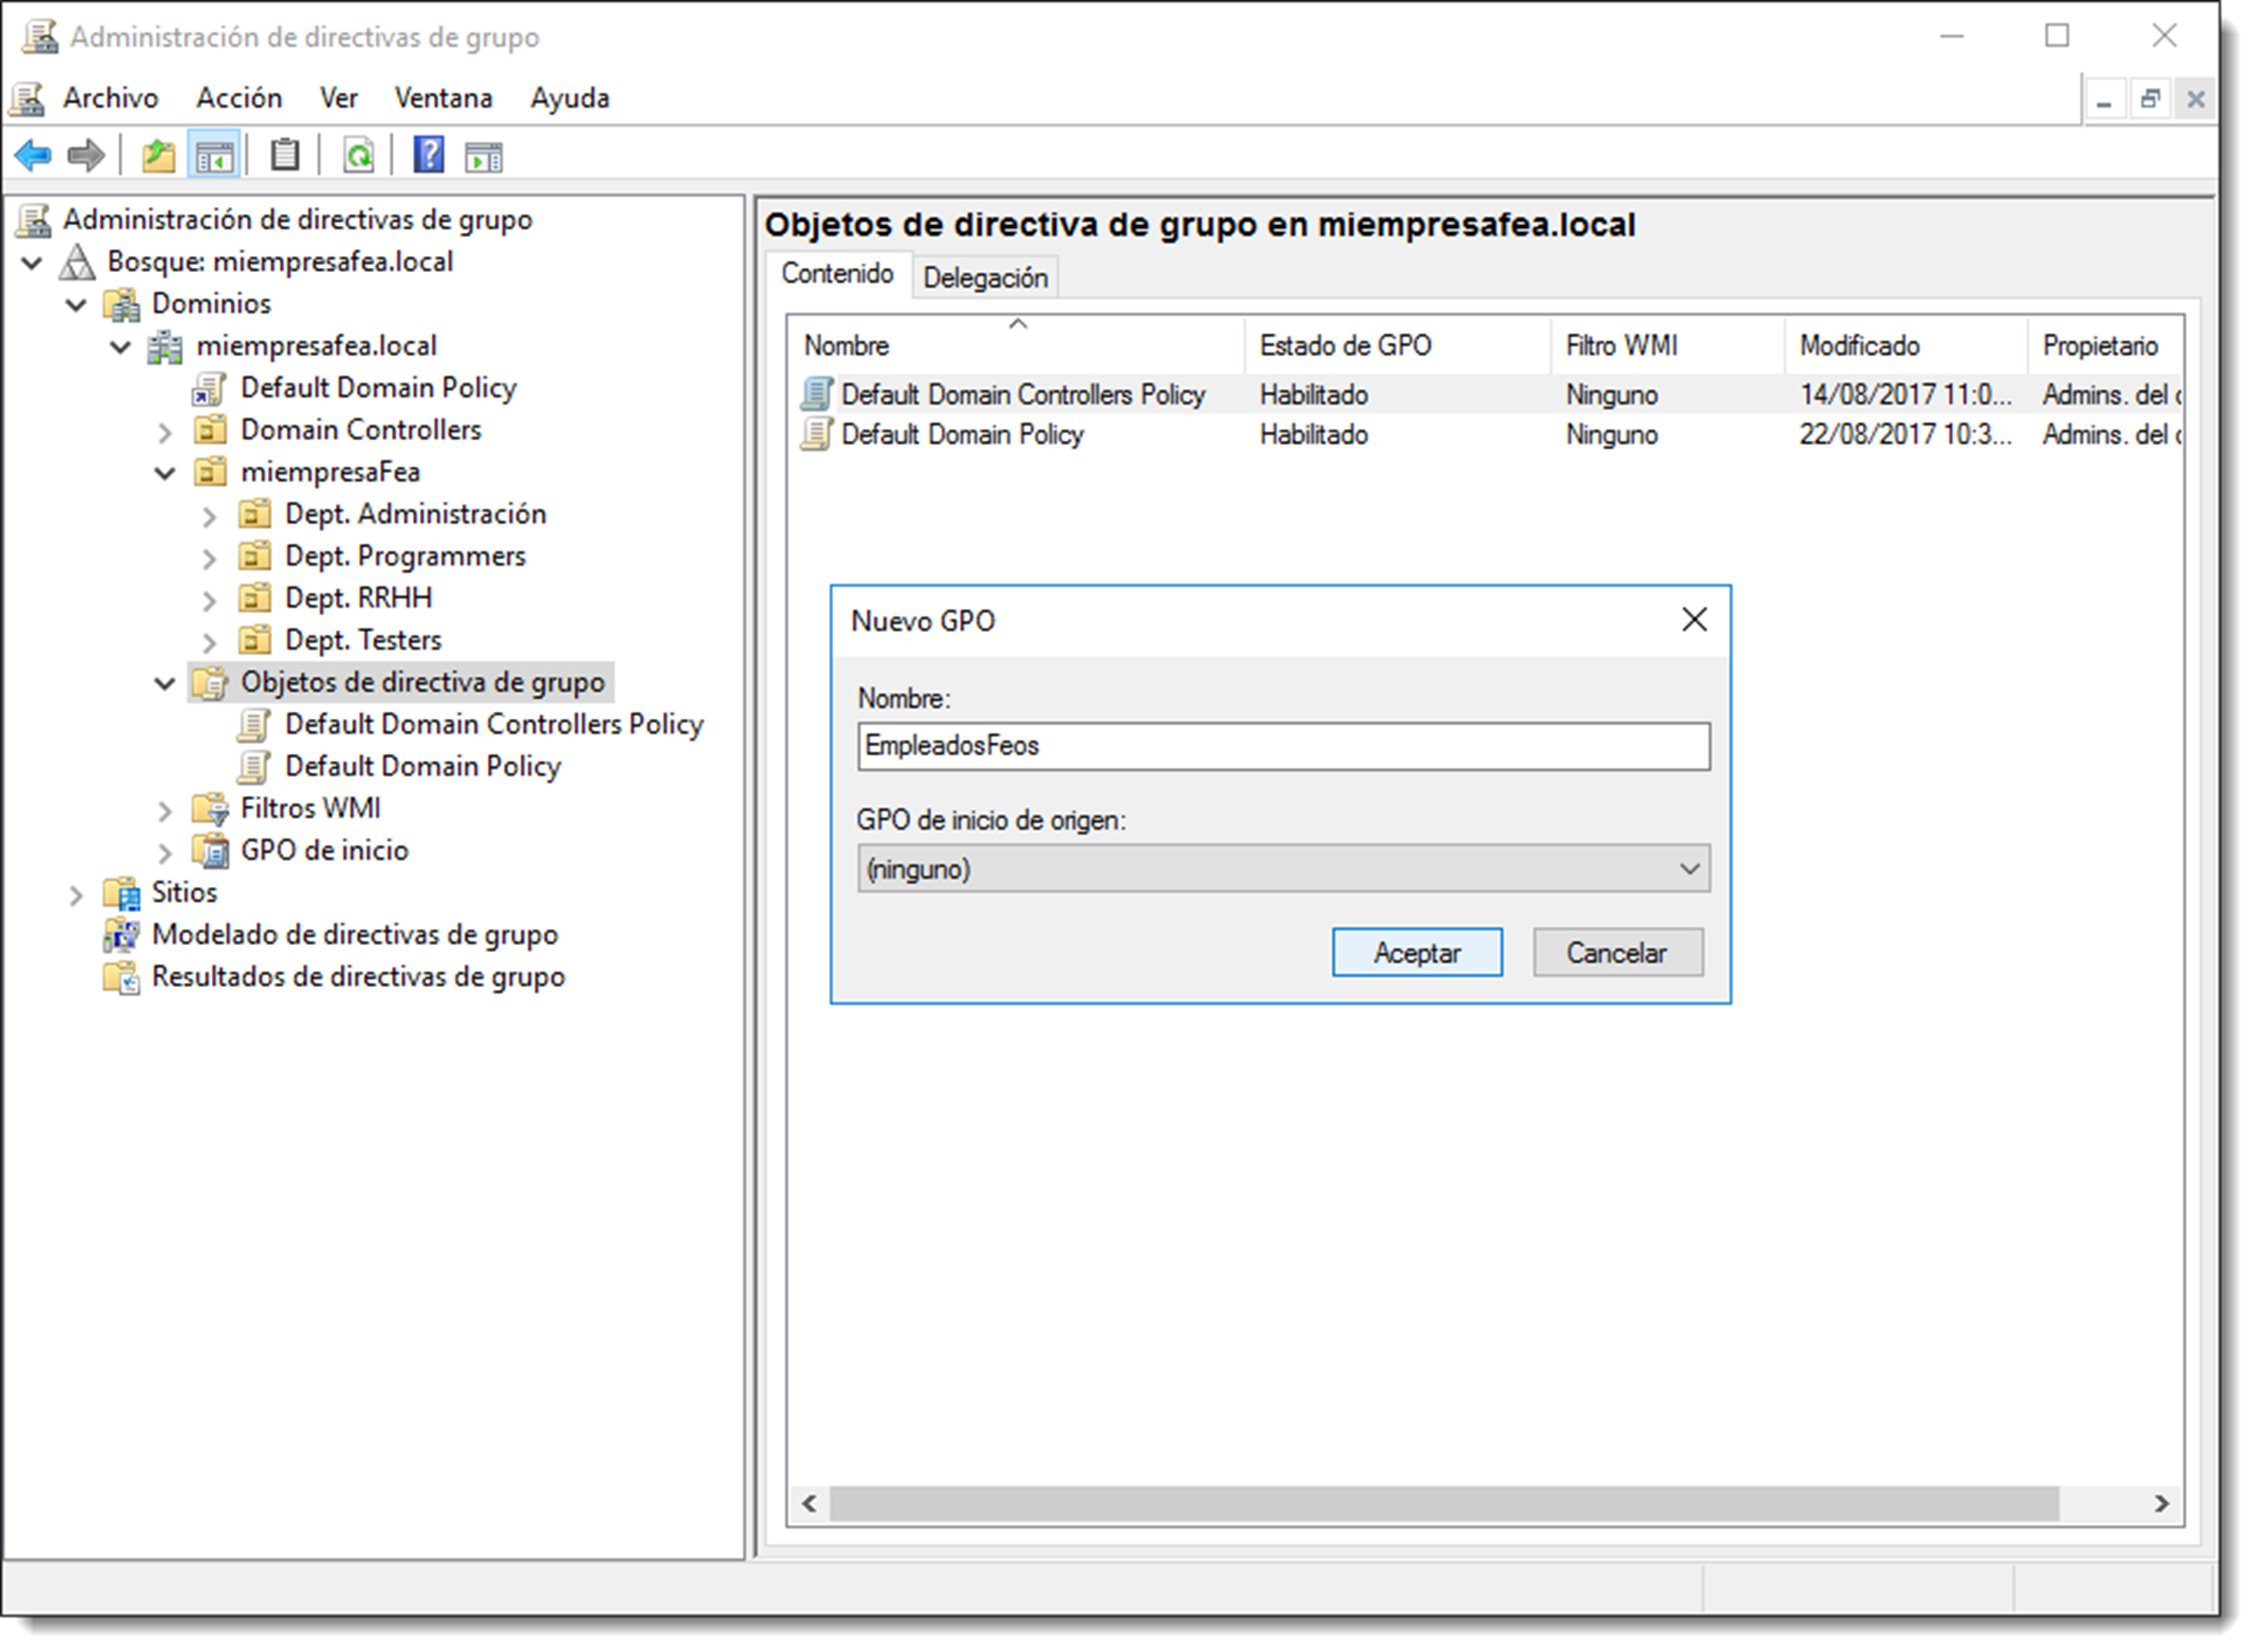 Administración de directivas de grupo
Archivo Acción Ver Ventana Ayuda
Administración de directivas de grupo
Bosque: miempresafea.local
Dominios
miempresafea.local
Default Domain Policy
Domain Controllers
miempresaFea
Dept. Administración
Dept. Programmers
Dept. RRHH
Dept. Testers
Objetos de directiva de grupo
Default Domain Controllers Policy
Default Domain Policy
Filtros WMI
GPO de inicio
Sitios
Modelado de directivas de grupo
Resultados de directivas de grupo
Objetos de directiva de grupo en miempresafea.local
Contenido Delegación
Nombre Estado de GPO Filtro WMI Modificado Propietario
Default Domain Controllers Policy Habilitado Ninguno 14/08/2017 11:0... Admins. del
Default Domain Policy Habilitado Ninguno 22/08/2017 10:3... Admins. del
Nuevo GPO
Nombre:
EmpleadosFeos
GPO de inicio de origen:
(ninguno)
Aceptar Cancelar